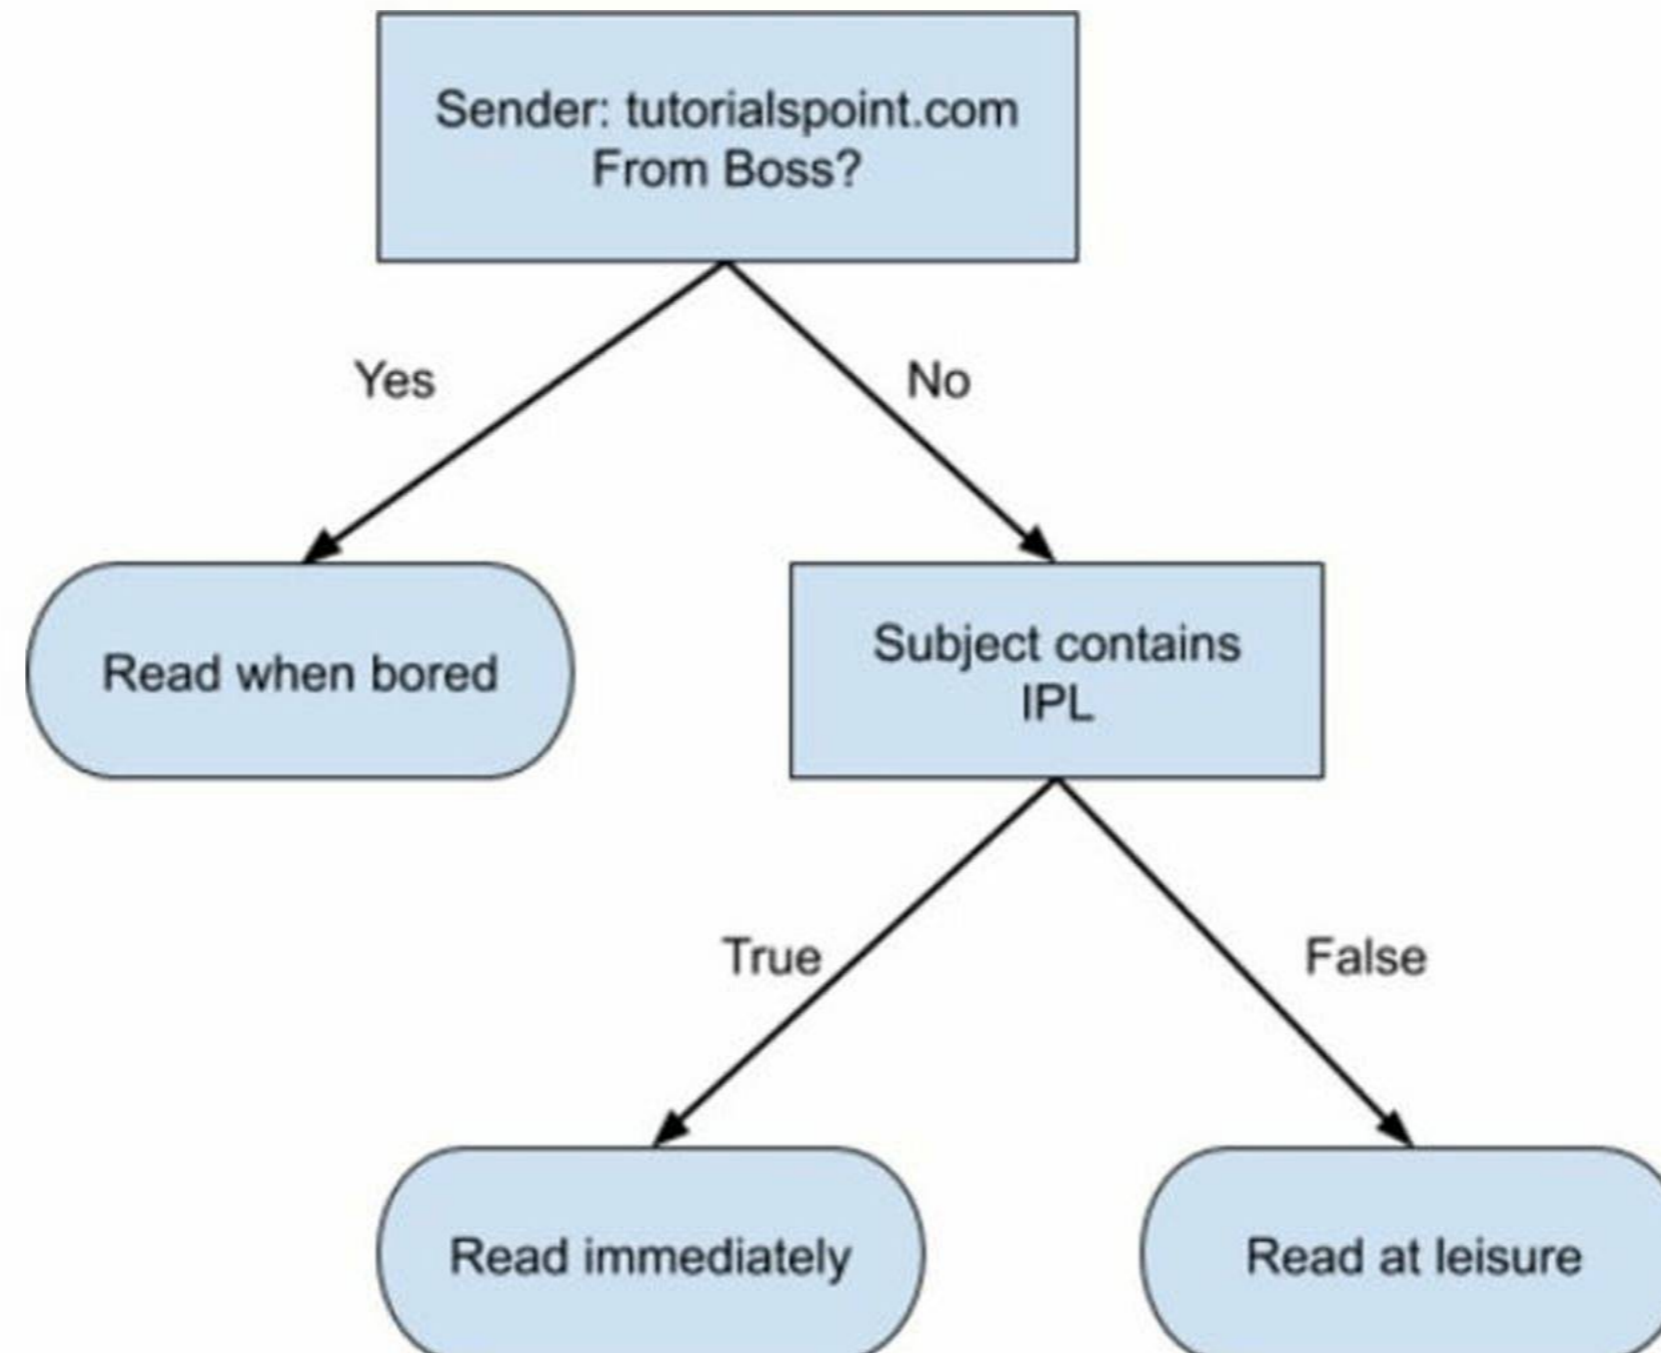 Sender: tutorialspoint.com
From Boss?
Yes
No
Read when bored
Subject contains
IPL
True
False
Read immediately
Read at leisure